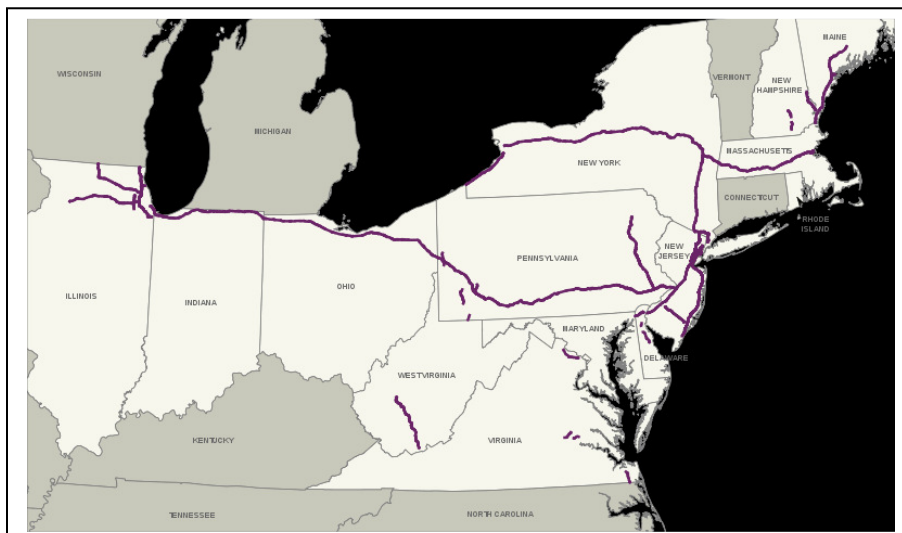 MAINE
WISCONSIN
VERMONT
NEW
HAMPSHIRE
MICHIGAN
MASSACHUSETTS
NEW YORK
CONNECTICUT
RHODE
ISLAND
NEW
JERSEY
PENNSYLVANIA
OHIO
ILLINOIS
INDIANA
MARYLAND
DELAWARE
WEST VIRGINIA
VIRGINIA
KENTUCKY
TENNESSEE
NORTH CAROLINA